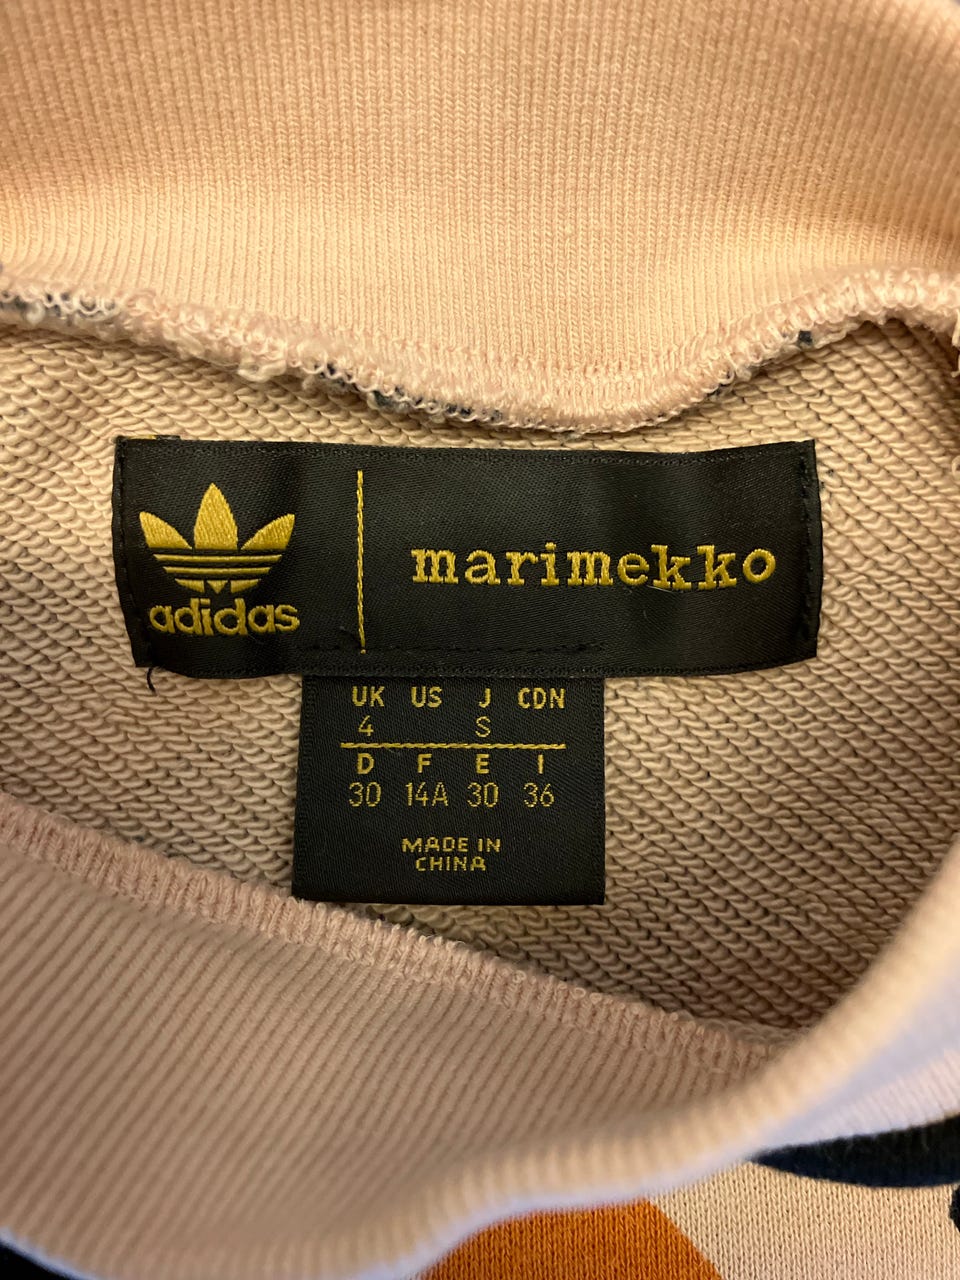 adidas
marimekko
UK US J CDN
4 S
D F E I
30 14A 30 36
MADE IN
CHINA